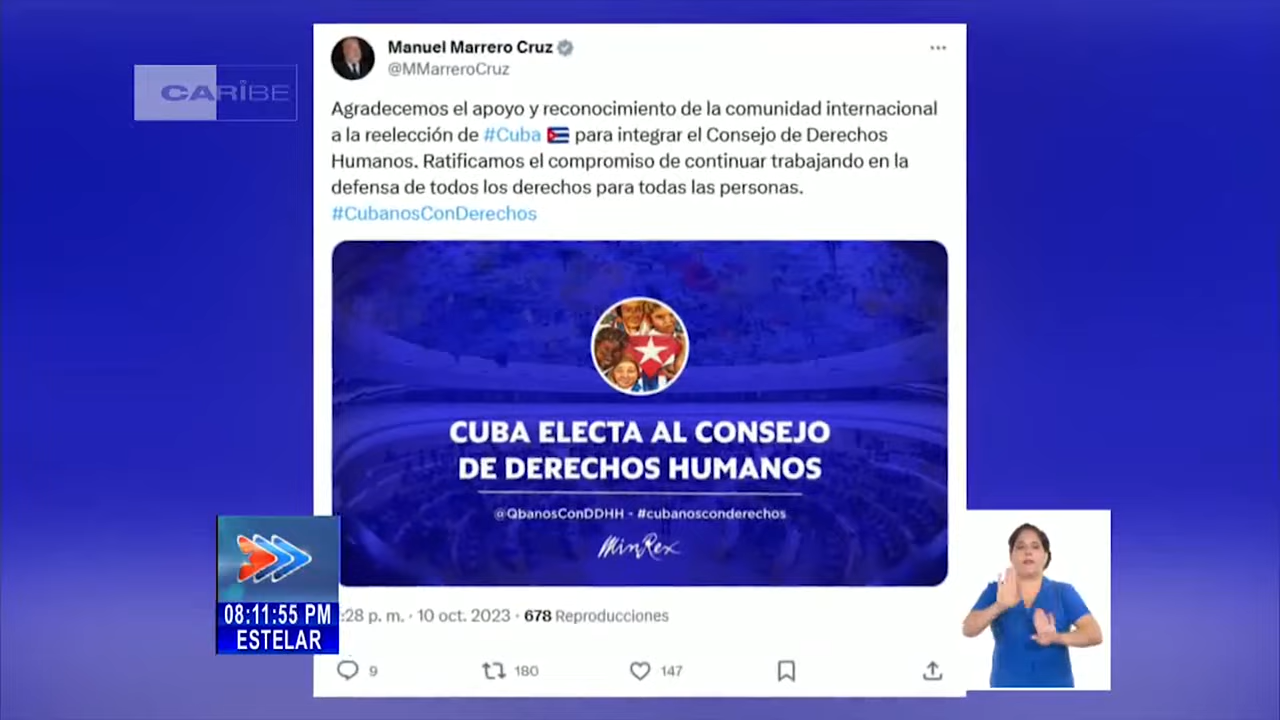 Manuel Marrero Cruz
@MMarreroCruz
CARIBE
Agradecemos el apoyo y reconocimiento de la comunidad internacional
a la reelección de #Cuba para integrar el Consejo de Derechos
Humanos. Ratificamos el compromiso de continuar trabajando en la
defensa de todos los derechos para todas las personas.
#CubanosConDerechos
CUBA ELECTA AL CONSEJO
DE DERECHOS HUMANOS
@QbanosConDDHH - #cubanosconderechos
MinRex
:28 p. m. · 10 oct. 2023 · 678 Reproducciones
08:11:55 PM
ESTELAR
9 180 147